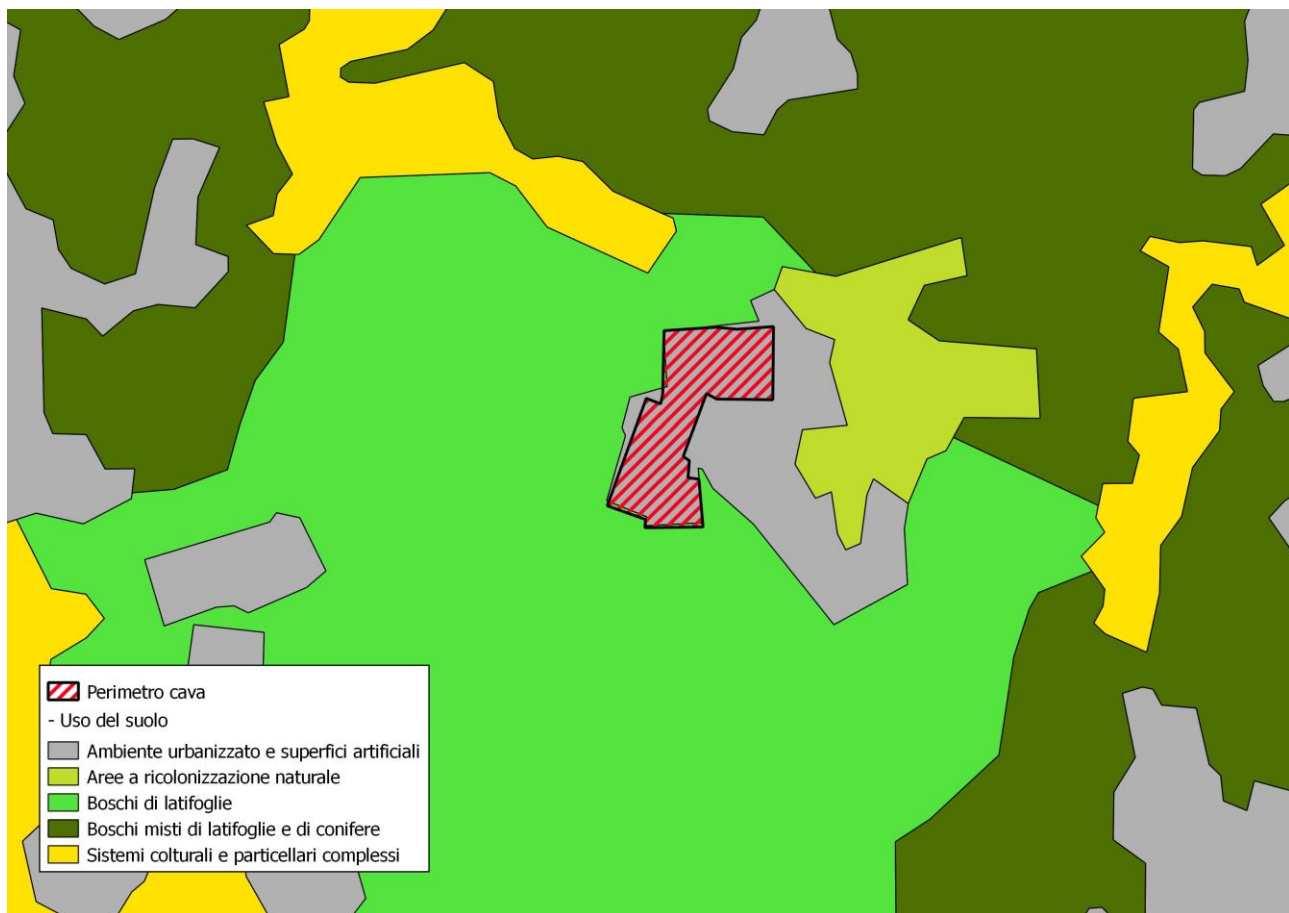 Perimetro cava
- Uso del suolo
Ambiente urbanizzato e superfici artificiali
Aree a ricolonizzazione naturale
Boschi di latifoglie
Boschi misti di latifoglie e di conifere
Sistemi colturali e particellari complessi